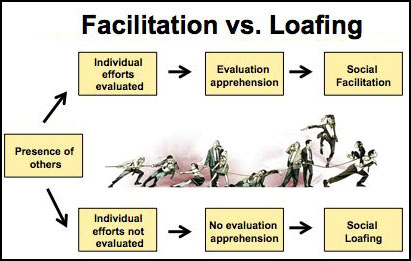 Facilitation vs. Loafing
Individual
efforts evaluated
Evaluation
apprehension
Social
Facilitation
Presence of
others
Individual
efforts not
evaluated
No evaluation
apprehension
Social
Loafing